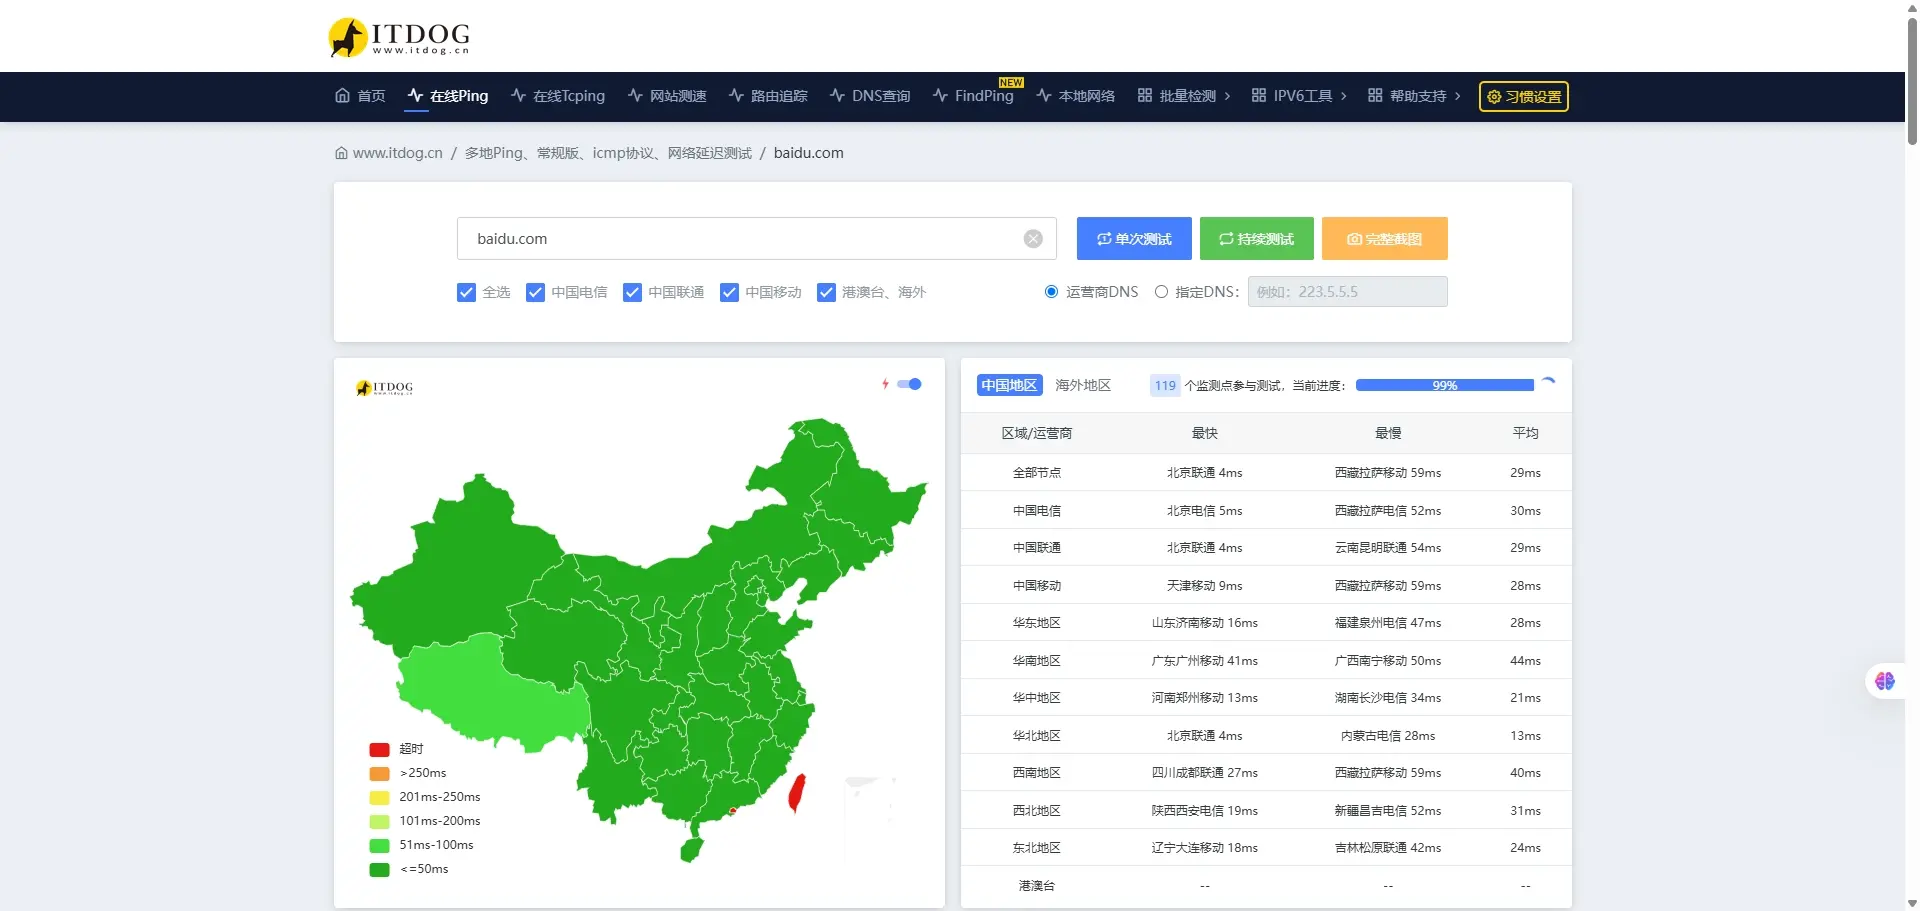 ITDOG
www.itdog.cn
首页 在线Ping 在线Tcping 网站测速 路由追踪 DNS查询 FindPing NEW 本地网络 批量检测 IPV6工具 帮助支持 习惯设置
www.itdog.cn / 多地Ping、常规版、icmp协议、网络延迟测试 / baidu.com
baidu.com 单次测试 持续测试 完整截图
全选 中国电信 中国联通 中国移动 港澳台、海外 运营商DNS 指定DNS: 例如：223.5.5.5
ITDOG
www.itdog.cn
超时
>250ms
201ms-250ms
101ms-200ms
51ms-100ms
<=50ms
中国地区 海外地区 119 个监测点参与测试，当前进度： 99%
区域/运营商 最快 最慢 平均
全部节点 北京联通 4ms 西藏拉萨移动 59ms 29ms
中国电信 北京电信 5ms 西藏拉萨电信 52ms 30ms
中国联通 北京联通 4ms 云南昆明联通 54ms 29ms
中国移动 天津移动 9ms 西藏拉萨移动 59ms 28ms
华东地区 山东济南移动 16ms 福建泉州电信 47ms 28ms
华南地区 广东广州移动 41ms 广西南宁移动 50ms 44ms
华中地区 河南郑州移动 13ms 湖南长沙电信 34ms 21ms
华北地区 北京联通 4ms 内蒙古电信 28ms 13ms
西南地区 四川成都联通 27ms 西藏拉萨移动 59ms 40ms
西北地区 陕西西安电信 19ms 新疆昌吉电信 52ms 31ms
东北地区 辽宁大连移动 18ms 吉林松原联通 42ms 24ms
港澳台 -- -- --